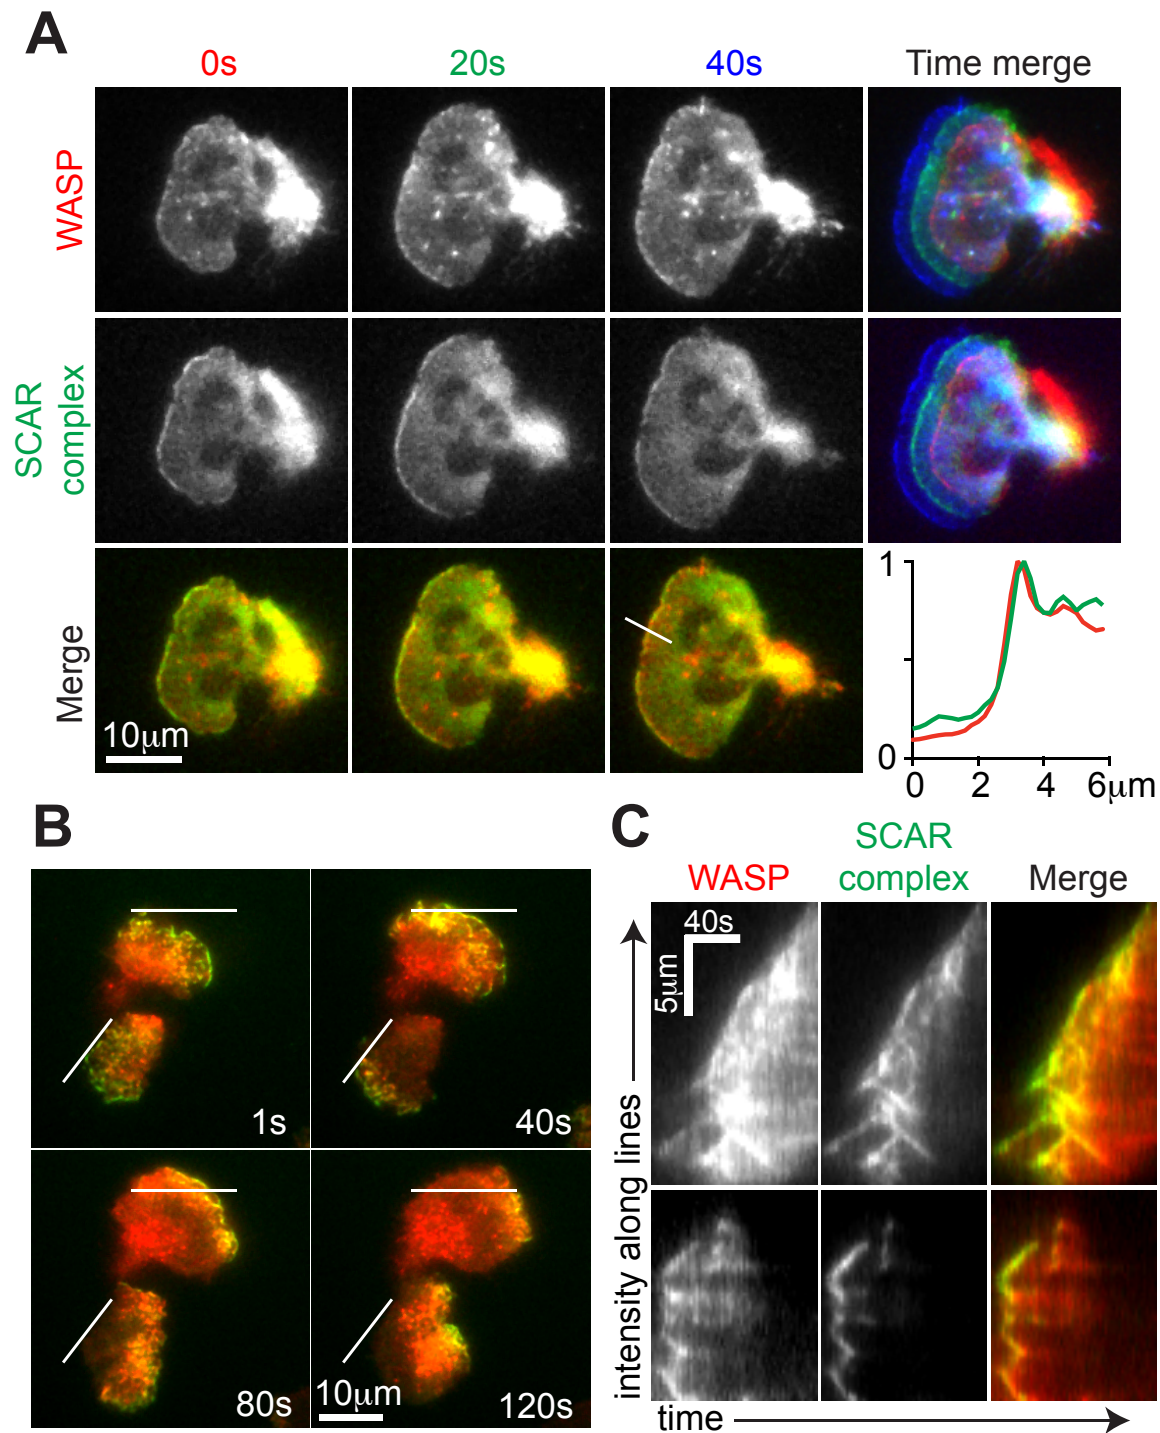 A
0s 20s 40s Time merge
WASP
SCAR
complex
Merge
10μm
1
0
0 2 4 6μm
B
1s
40s
80s
10μm
120s
C
SCAR
WASP complex Merge
40s
5μm
intensity along lines
time